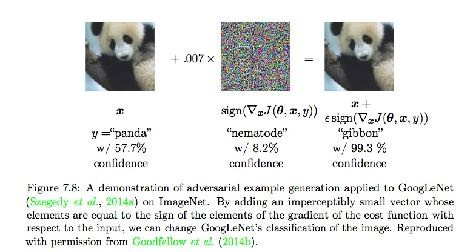 + .007 × =
x sign(∇ₓJ(θ, x, y)) x +
ϵ sign(∇ₓJ(θ, x, y))
y = “panda” “nematode” “gibbon”
w/ 57.7% w/ 8.2% w/ 99.3 %
confidence confidence confidence
Figure 7.8: A demonstration of adversarial example generation applied to GoogLeNet
(Szegedy et al., 2014a) on ImageNet. By adding an imperceptibly small vector whose
elements are equal to the sign of the elements of the gradient of the cost function with
respect to the input, we can change GoogLeNet’s classification of the image. Reproduced
with permission from Goodfellow et al. (2014b).